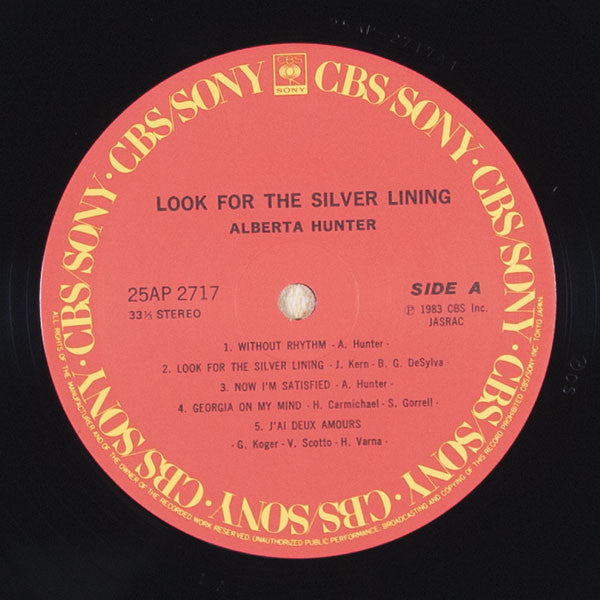 CBS/SONY · CBS/SONY · CBS/SONY · CBS/SONY · CBS/SONY · CBS/SONY · CBS/SONY · CBS/SONY
CBS
SONY
LOOK FOR THE SILVER LINING
ALBERTA HUNTER
25AP 2717
33⅓ STEREO
SIDE A
Ⓟ 1983 CBS Inc.
JASRAC
1. WITHOUT RHYTHM - A. Hunter -
2. LOOK FOR THE SILVER LINING - J. Kern - B. G. DeSylva -
3. NOW I'M SATISFIED - A. Hunter -
4. GEORGIA ON MY MIND - H. Carmichael - S. Gorrell -
5. J'AI DEUX AMOURS
- G. Koger - V. Scotto - H. Varna -
ALL RIGHTS OF THE MANUFACTURER AND OF THE OWNER OF THE RECORDED WORK RESERVED. UNAUTHORIZED PUBLIC PERFORMANCE, BROADCASTING AND COPYING OF THIS RECORD PROHIBITED. CBS/SONY INC. TOKYO JAPAN.